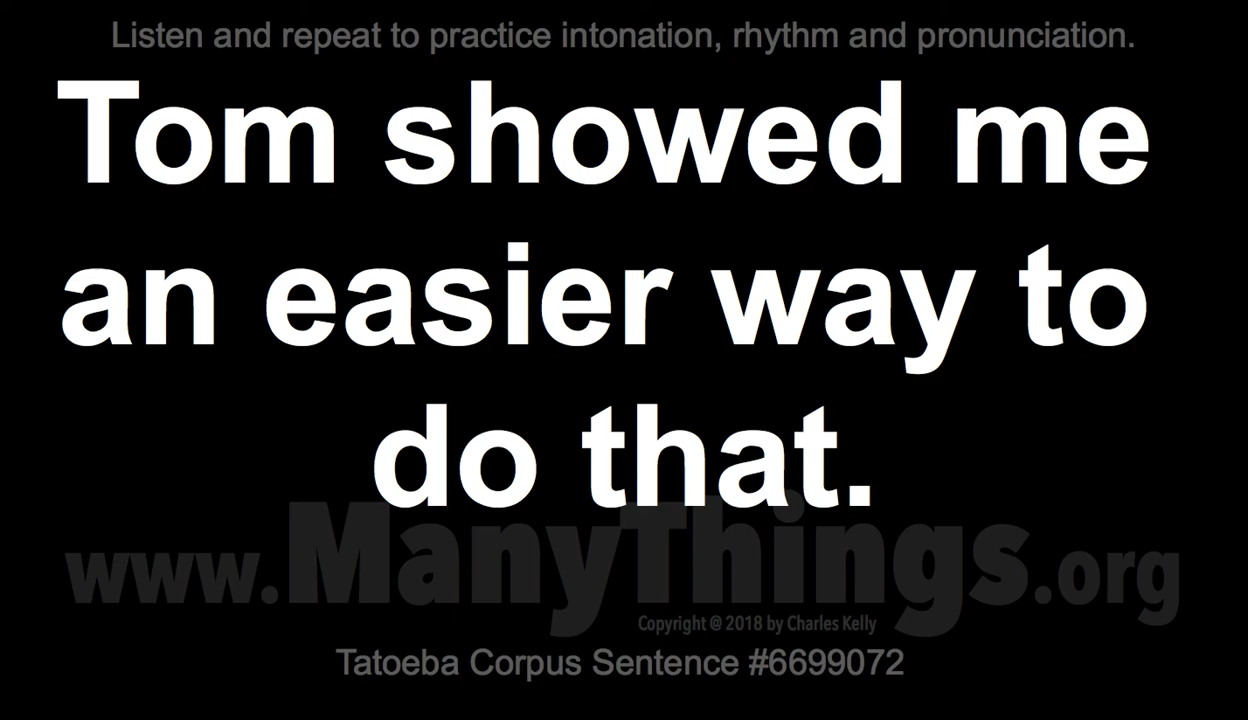 Listen and repeat to practice intonation, rhythm and pronunciation.
Tom showed me
an easier way to
do that.
www.ManyThings.org
Copyright @ 2018 by Charles Kelly
Tatoeba Corpus Sentence #6699072